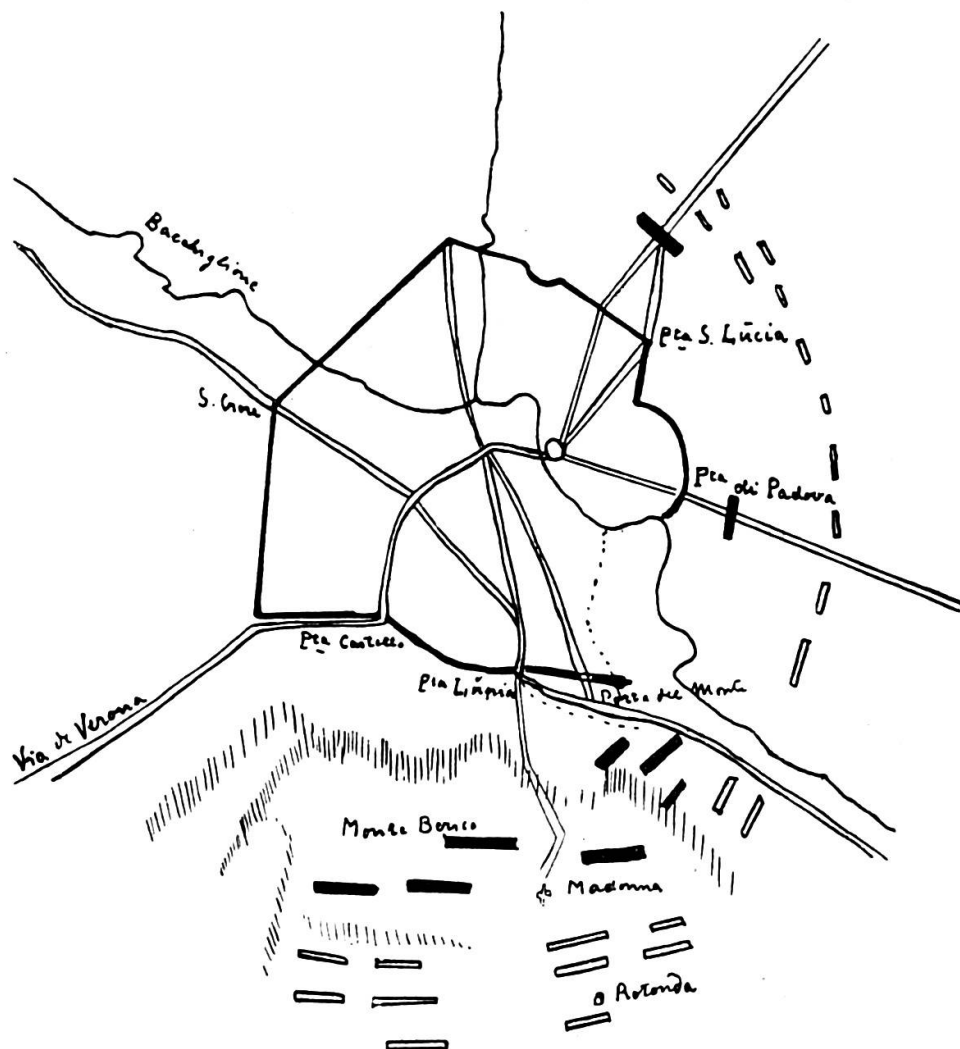 Bacchiglione
Pta S. Lucia
S. Croce
Pta di Padova
Pta Castello
Pta Lupia
Porta del Monte
Via di Verona
Monte Berico
Madonna
Rotonda